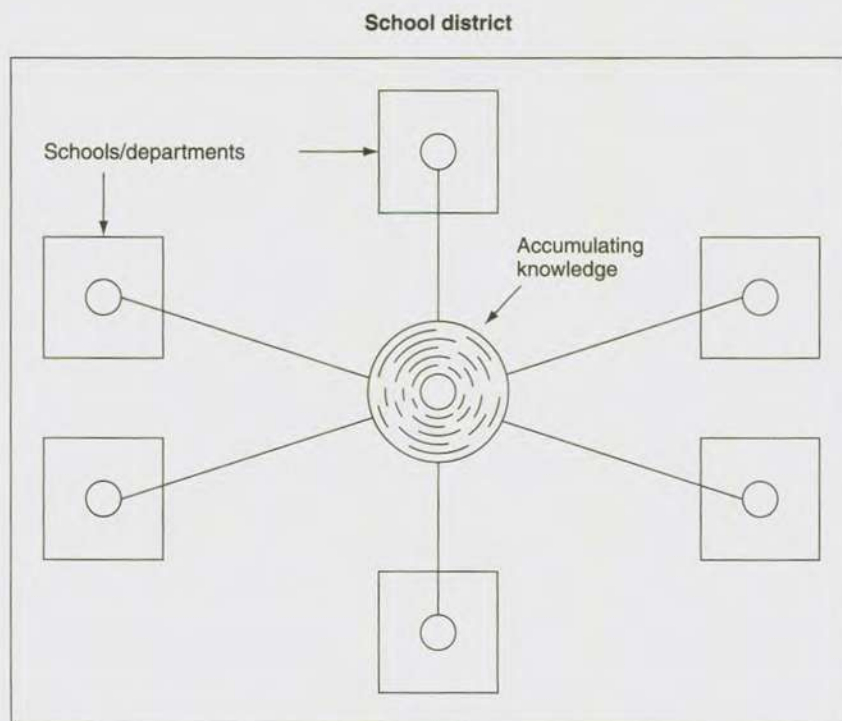 School district
Schools/departments
Accumulating
knowledge